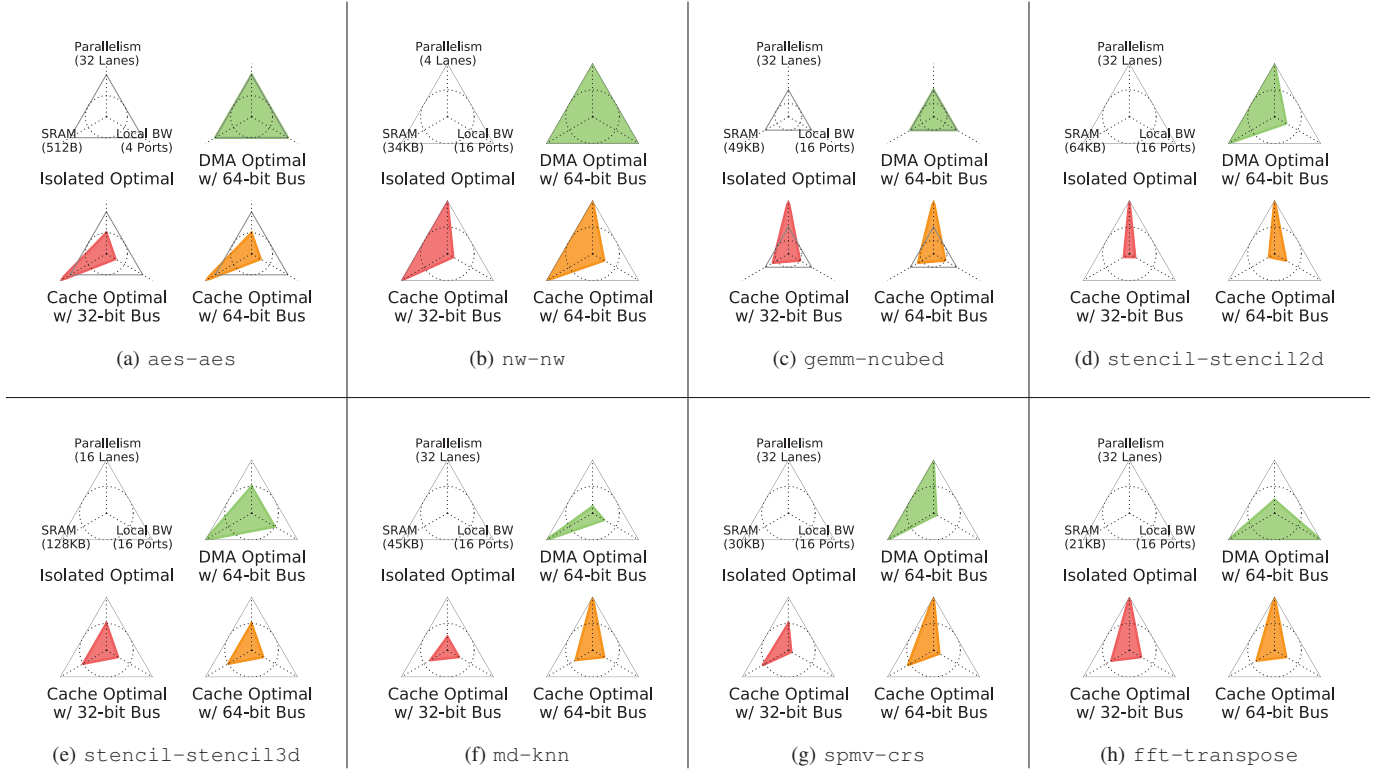 Parallelism
(32 Lanes)
SRAM
(512B)
Local BW
(4 Ports)
Isolated Optimal
DMA Optimal
w/ 64-bit Bus
Cache Optimal
w/ 32-bit Bus
Cache Optimal
w/ 64-bit Bus
(a) aes-aes
Parallelism
(4 Lanes)
SRAM
(34KB)
Local BW
(16 Ports)
Isolated Optimal
DMA Optimal
w/ 64-bit Bus
Cache Optimal
w/ 32-bit Bus
Cache Optimal
w/ 64-bit Bus
(b) nw-nw
Parallelism
(32 Lanes)
SRAM
(49KB)
Local BW
(16 Ports)
Isolated Optimal
DMA Optimal
w/ 64-bit Bus
Cache Optimal
w/ 32-bit Bus
Cache Optimal
w/ 64-bit Bus
(c) gemm-ncubed
Parallelism
(32 Lanes)
SRAM
(64KB)
Local BW
(16 Ports)
Isolated Optimal
DMA Optimal
w/ 64-bit Bus
Cache Optimal
w/ 32-bit Bus
Cache Optimal
w/ 64-bit Bus
(d) stencil-stencil2d
Parallelism
(16 Lanes)
SRAM
(128KB)
Local BW
(16 Ports)
Isolated Optimal
DMA Optimal
w/ 64-bit Bus
Cache Optimal
w/ 32-bit Bus
Cache Optimal
w/ 64-bit Bus
(e) stencil-stencil3d
Parallelism
(32 Lanes)
SRAM
(45KB)
Local BW
(16 Ports)
Isolated Optimal
DMA Optimal
w/ 64-bit Bus
Cache Optimal
w/ 32-bit Bus
Cache Optimal
w/ 64-bit Bus
(f) md-knn
Parallelism
(32 Lanes)
SRAM
(30KB)
Local BW
(16 Ports)
Isolated Optimal
DMA Optimal
w/ 64-bit Bus
Cache Optimal
w/ 32-bit Bus
Cache Optimal
w/ 64-bit Bus
(g) spmv-crs
Parallelism
(32 Lanes)
SRAM
(21KB)
Local BW
(16 Ports)
Isolated Optimal
DMA Optimal
w/ 64-bit Bus
Cache Optimal
w/ 32-bit Bus
Cache Optimal
w/ 64-bit Bus
(h) fft-transpose